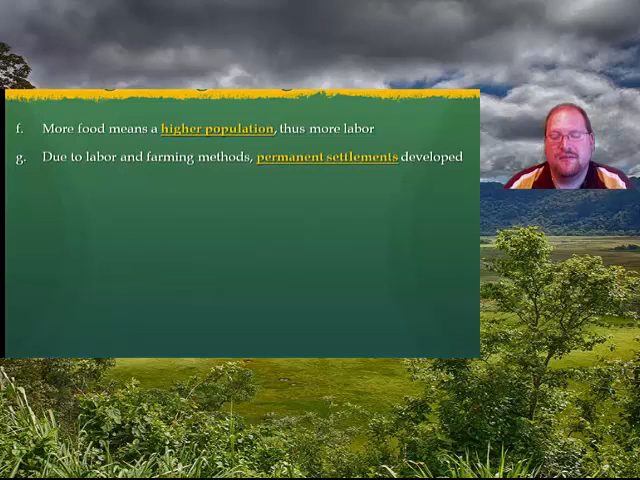 f. More food means a higher population, thus more labor
g. Due to labor and farming methods, permanent settlements developed